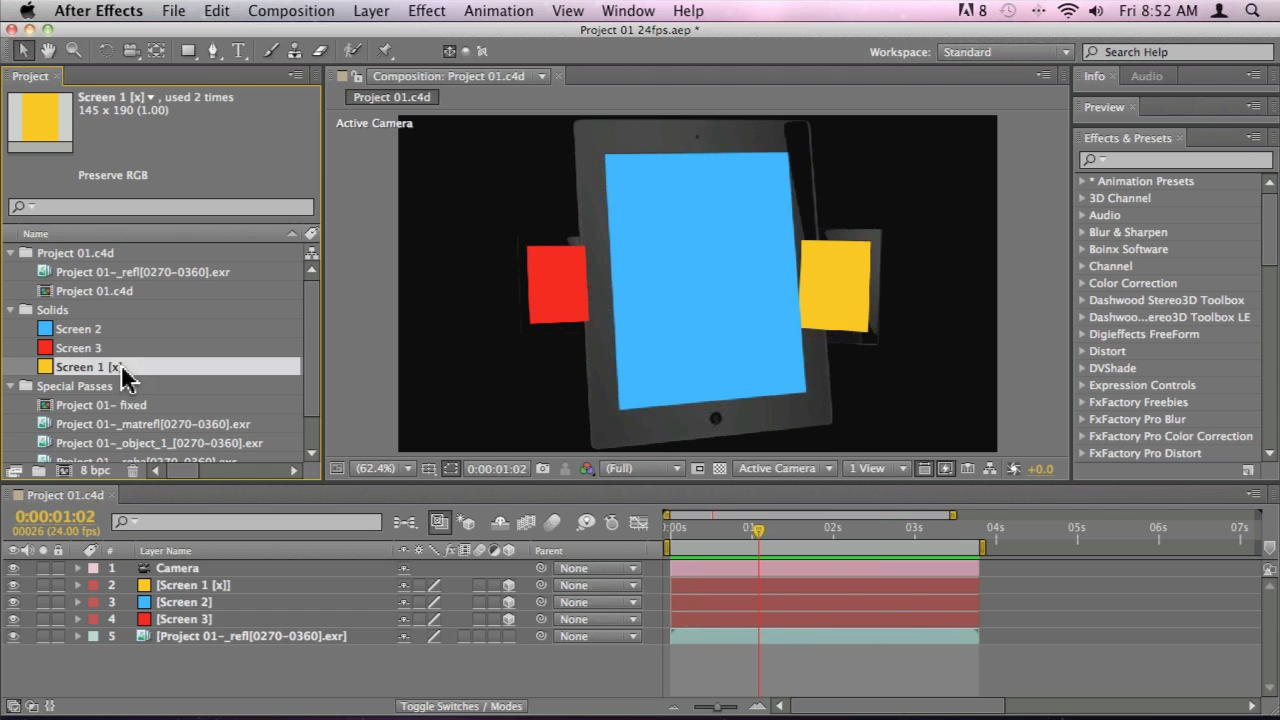 After Effects File Edit Composition Layer Effect Animation View Window Help 8 Fri 8:52 AM
Project 01 24fps.aep *
Workspace: Standard Search Help
Project Composition: Project 01.c4d Info Audio
Screen 1 [x] , used 2 times
145 x 190 (1.00)
Project 01.c4d
Preview
Active Camera
Effects & Presets
Preserve RGB
* Animation Presets
3D Channel
Audio
Blur & Sharpen
Boinx Software
Channel
Color Correction
Dashwood Stereo3D Toolbox
Dashwoo...ereo3D Toolbox LE
Digieffects FreeForm
Distort
DVShade
Expression Controls
FxFactory Freebies
FxFactory Pro Blur
FxFactory Pro Color Correction
FxFactory Pro Distort
Name
Project 01.c4d
Project 01-_refl[0270-0360].exr
Project 01.c4d
Solids
Screen 2
Screen 3
Screen 1 [x]
Special Passes
Project 01- fixed
Project 01-_matrefl[0270-0360].exr
Project 01-_object_1_[0270-0360].exr
8 bpc
(62.4%) 0:00:01:02 (Full) Active Camera 1 View +0.0
Project 01.c4d
0:00:01:02
00026 (24.00 fps)
:00s 01s 02s 03s 04s 05s 06s 07s
# Layer Name fx Parent
1 Camera None
2 [Screen 1 [x]] None
3 [Screen 2] None
4 [Screen 3] None
5 [Project 01-_refl[0270-0360].exr] None
Toggle Switches / Modes